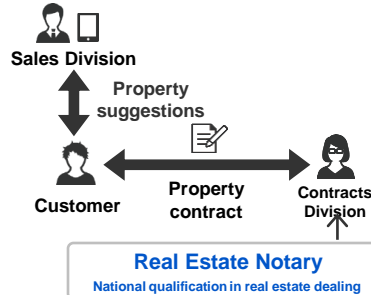 Sales Division
Property
suggestions
Customer
Property
contract
Contracts
Division
Real Estate Notary
National qualification in real estate dealing